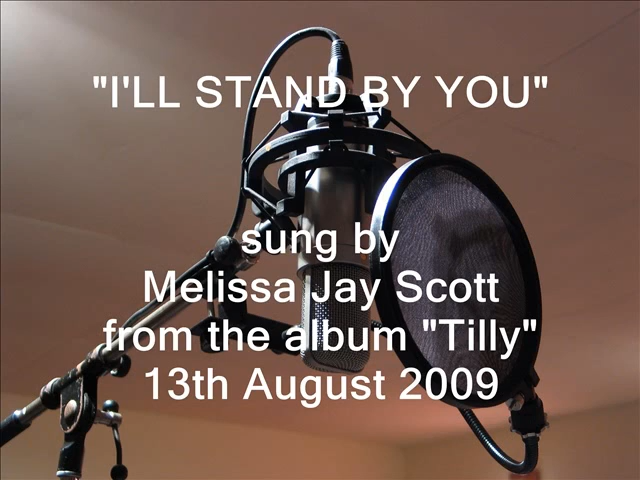 "I'LL STAND BY YOU"
sung by
Melissa Jay Scott
from the album "Tilly"
13th August 2009